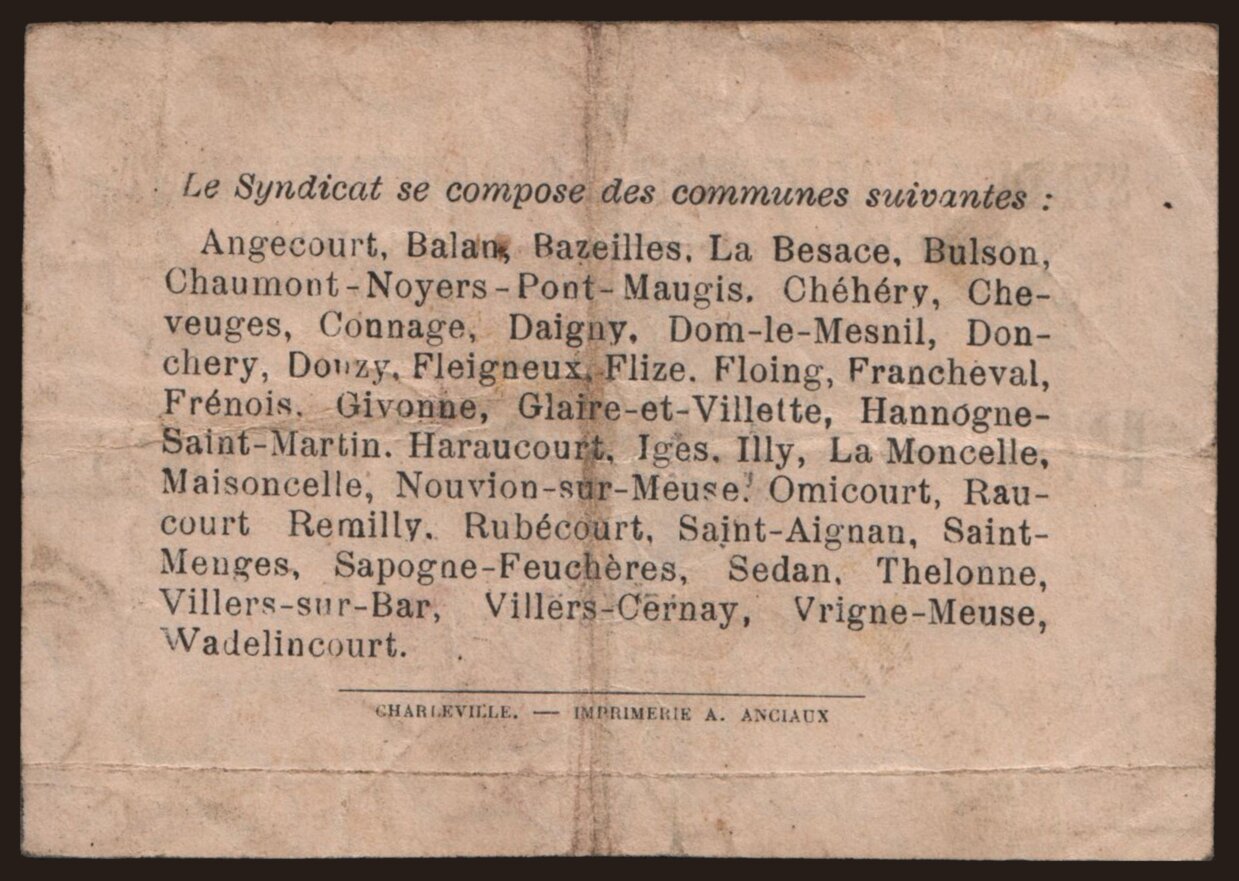 Le Syndicat se compose des communes suivantes :
Angecourt, Balan, Bazeilles, La Besace, Bulson,
Chaumont-Noyers-Pont-Maugis, Chéhéry, Che-
veuges, Connage, Daigny, Dom-le-Mesnil, Don-
chery, Douzy, Fleigneux, Flize, Floing, Francheval,
Frénois, Givonne, Glaire-et-Villette, Hannogne-
Saint-Martin, Haraucourt, Iges, Illy, La Moncelle,
Maisoncelle, Nouvion-sur-Meuse, Omicourt, Rau-
court Remilly, Rubécourt, Saint-Aignan, Saint-
Menges, Sapogne-Feuchères, Sedan, Thelonne,
Villers-sur-Bar, Villers-Cernay, Vrigne-Meuse,
Wadelincourt.
CHARLEVILLE. — IMPRIMERIE A. ANCIAUX